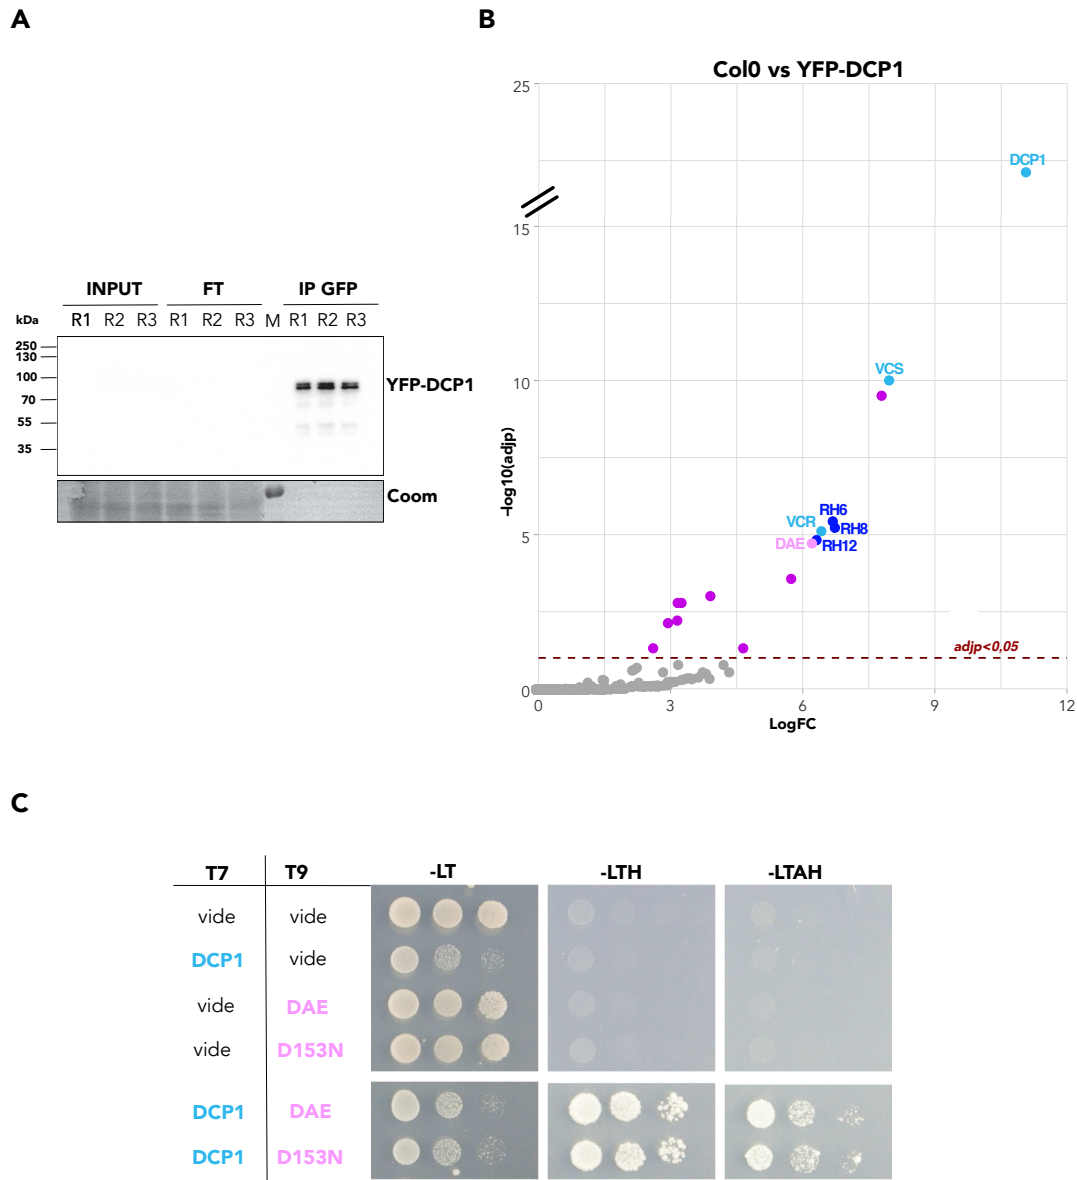 A
B
Col0 vs YFP-DCP1
25
DCP1
15
INPUT FT IP GFP
kDa R1 R2 R3 R1 R2 R3 M R1 R2 R3
250
130
100
70
55
35
YFP-DCP1
Coom
VCS
10
-log10(adjp)
RH6
VCR
RH8
DAE
RH12
5
adjp<0,05
0
0 3 6 9 12
LogFC
C
T7 T9 -LT -LTH -LTAH
vide vide
DCP1 vide
vide DAE
vide D153N
DCP1 DAE
DCP1 D153N